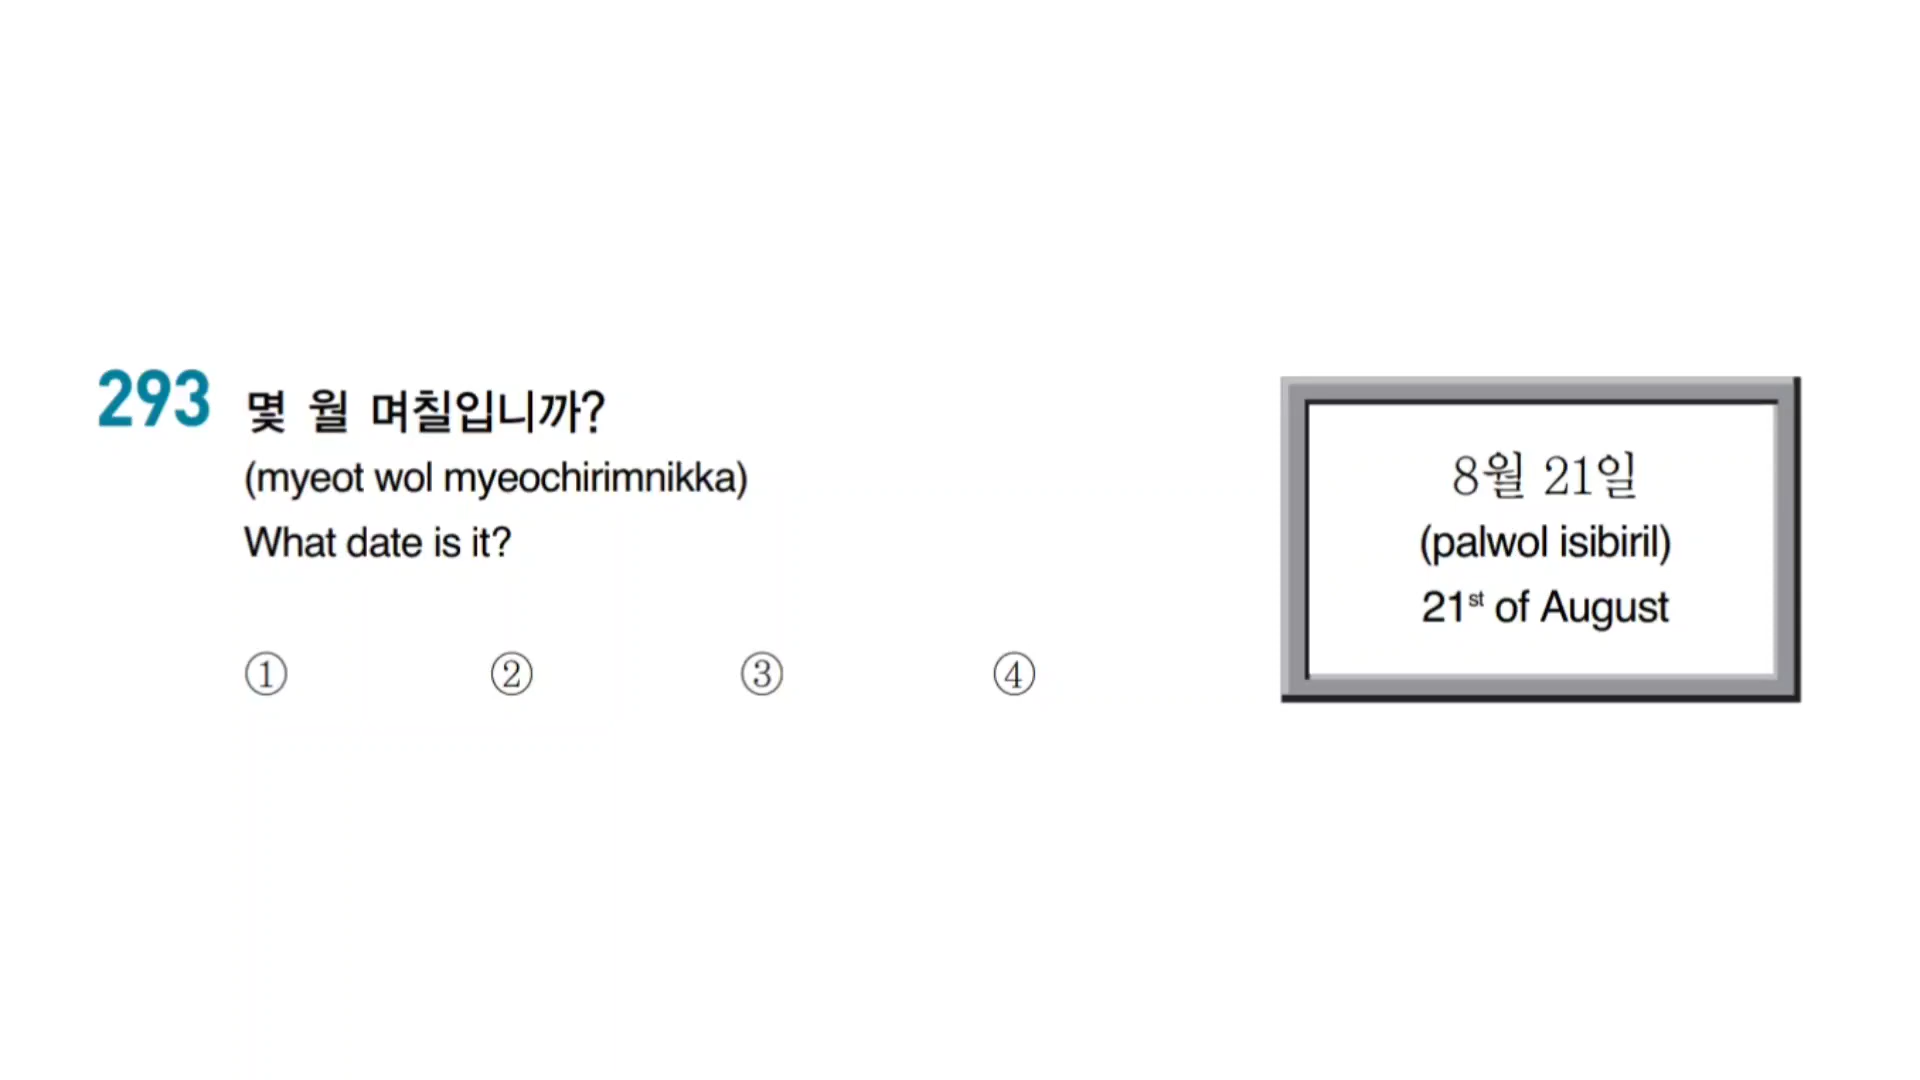 293 몇 월 며칠입니까?
(myeot wol myeochirimnikka)
What date is it?
① ② ③ ④
8월 21일
(palwol isibiril)
21st of August